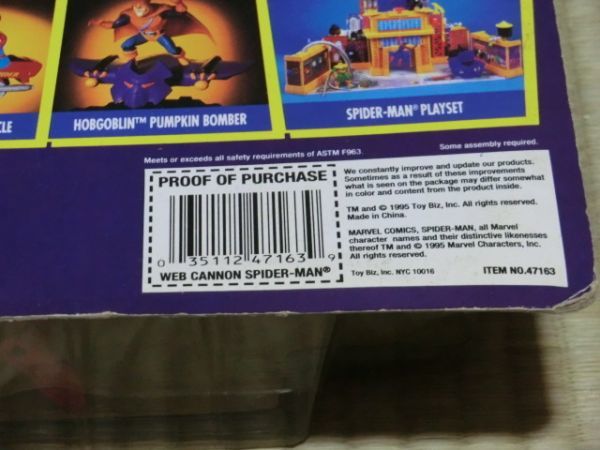 CLE
HOBGOBLIN™ PUMPKIN BOMBER
SPIDER-MAN® PLAYSET
Meets or exceeds all safety requirements of ASTM F963.
Some assembly required.
PROOF OF PURCHASE
0 35112 47163 9
WEB CANNON SPIDER-MAN®
We constantly improve and update our products.
Sometimes as a result of these improvements
what is seen on the package may differ somewhat
in color and content from the product inside.
TM and © 1995 Toy Biz, Inc. All rights reserved.
Made in China.
MARVEL COMICS, SPIDER-MAN, all Marvel
character names and their distinctive likenesses
thereof TM and © 1995 Marvel Characters, Inc.
All rights reserved.
Toy Biz, Inc. NYC 10016
ITEM NO.47163